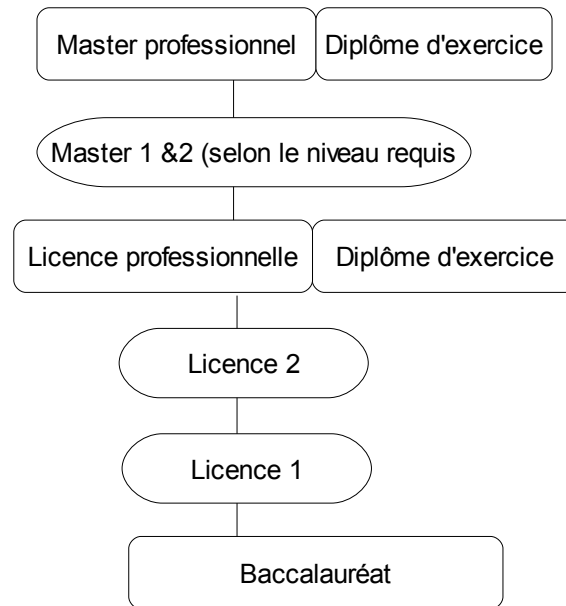 Master professionnel Diplôme d'exercice
Master 1 &2 (selon le niveau requis
Licence professionnelle Diplôme d'exercice
Licence 2
Licence 1
Baccalauréat